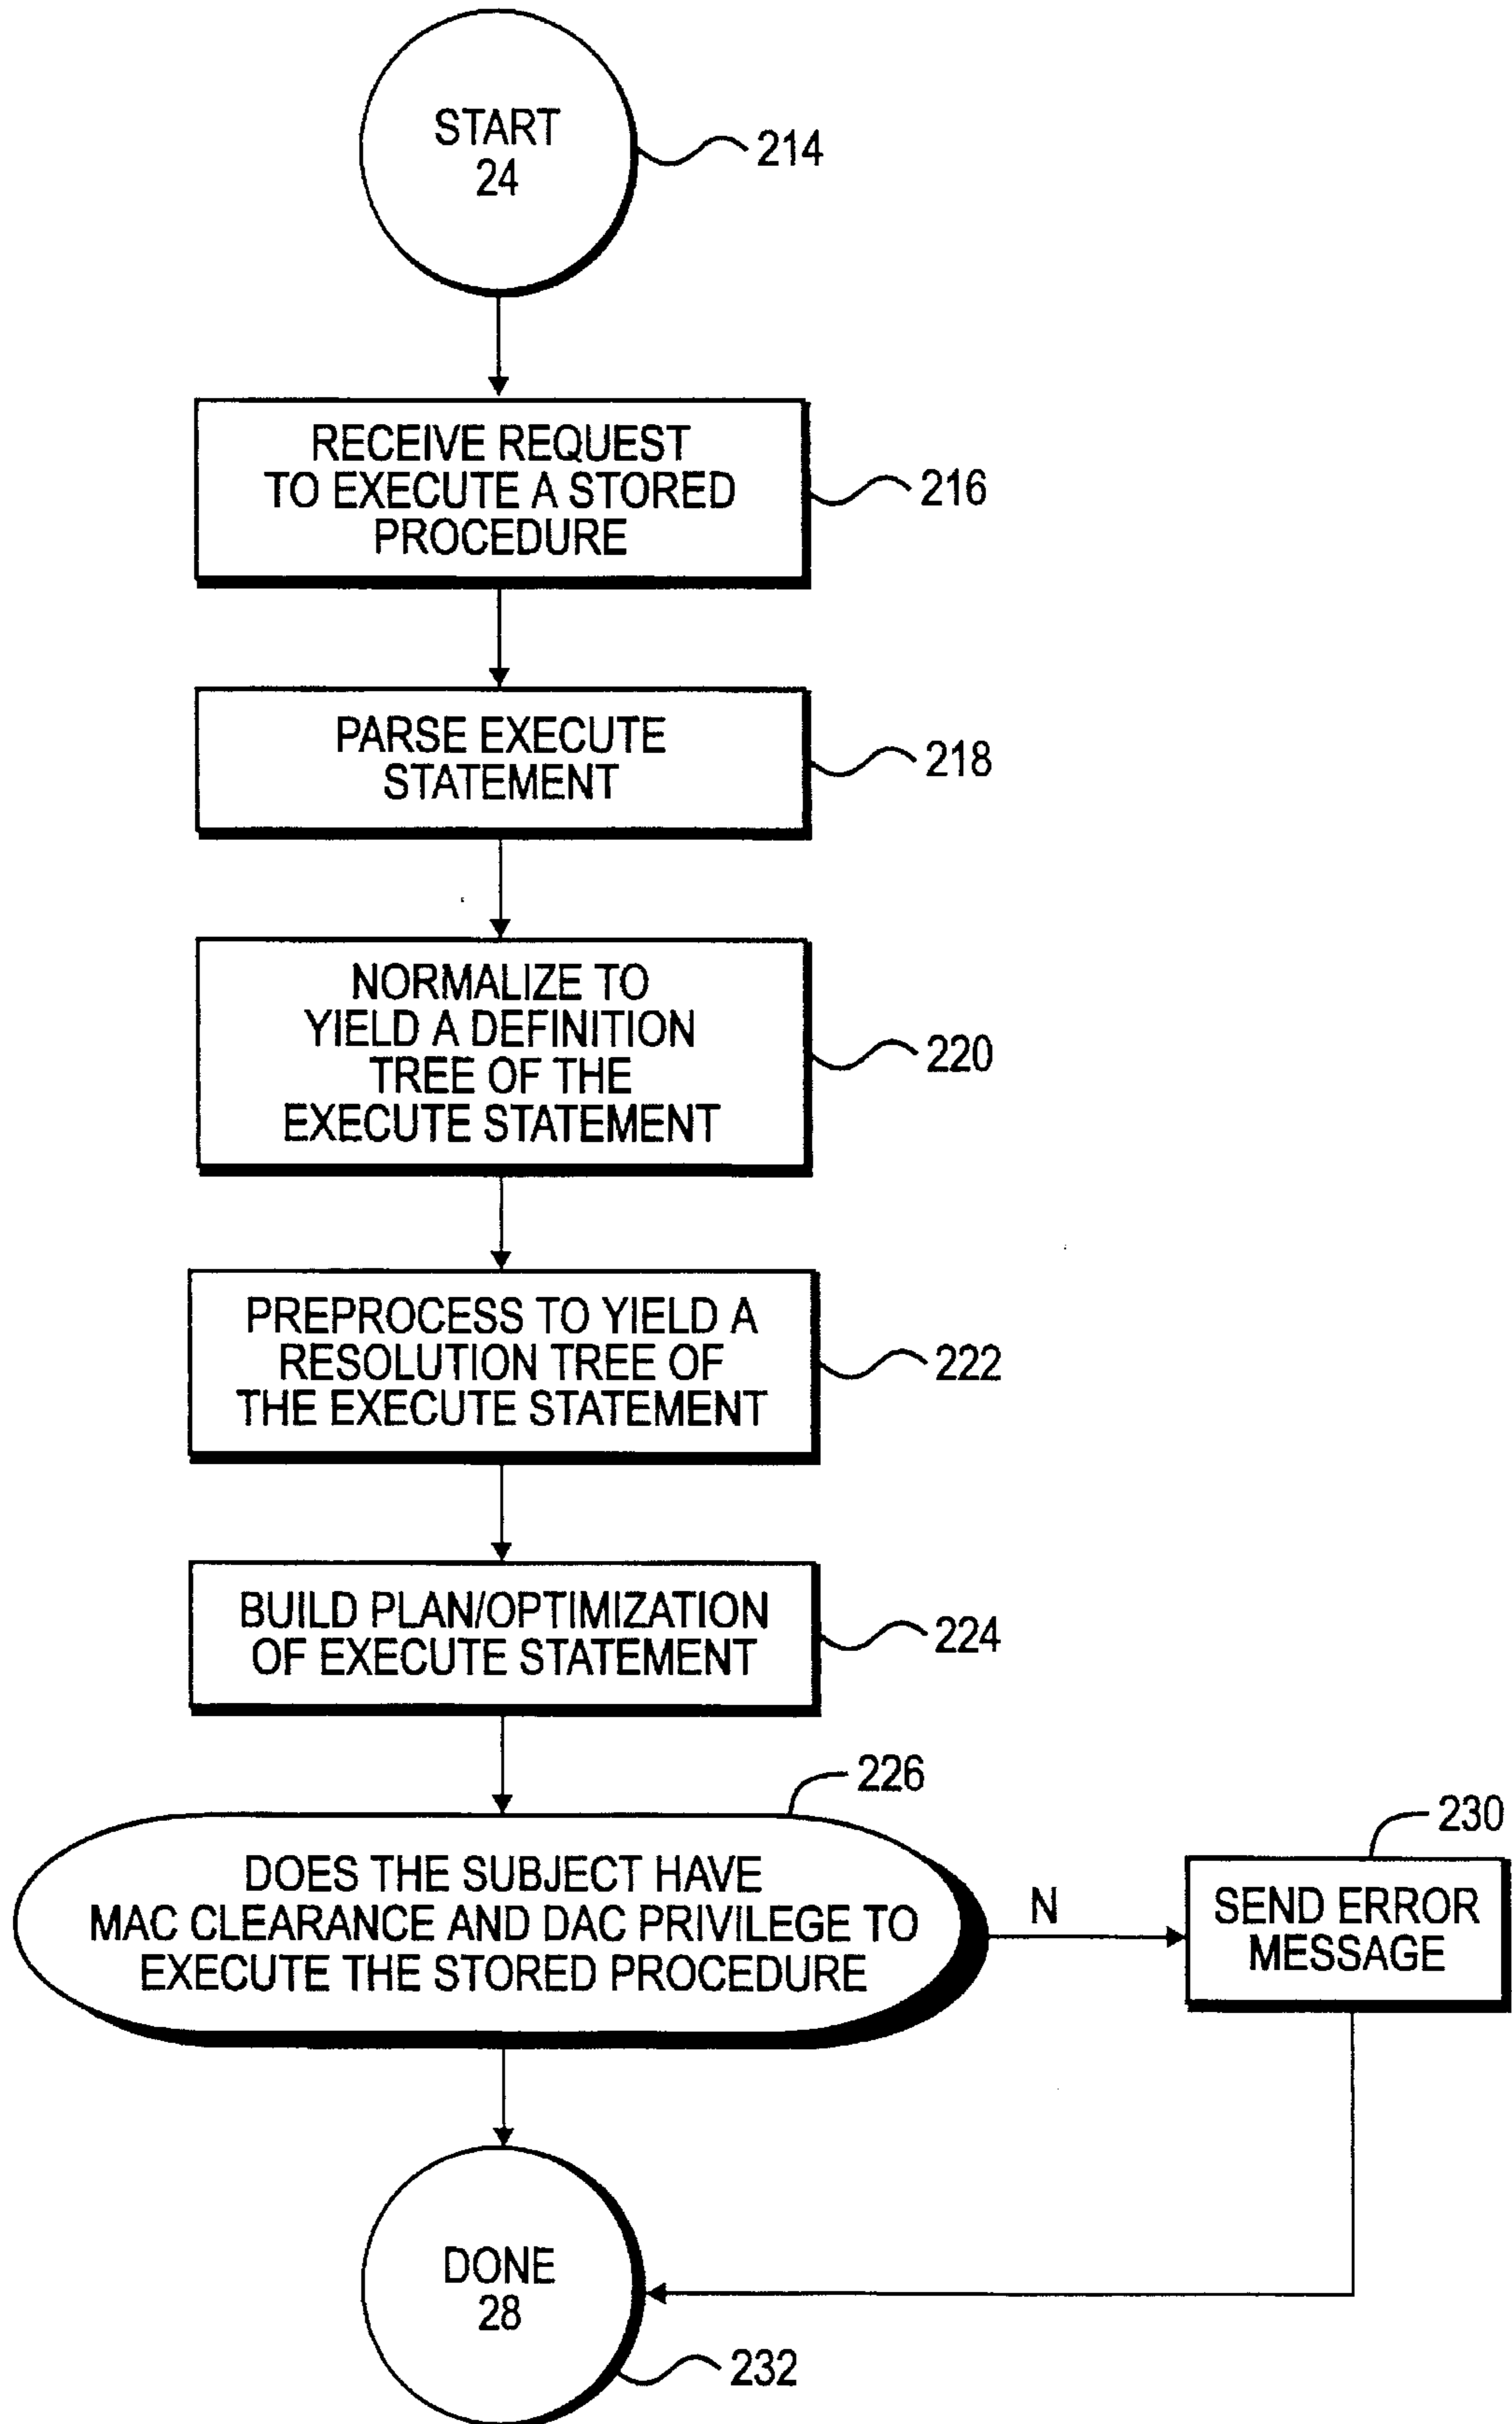 START
24
214
RECEIVE REQUEST
TO EXECUTE A STORED
PROCEDURE
216
PARSE EXECUTE
STATEMENT
218
NORMALIZE TO
YIELD A DEFINITION
TREE OF THE
EXECUTE STATEMENT
220
PREPROCESS TO YIELD A
RESOLUTION TREE OF
THE EXECUTE STATEMENT
222
BUILD PLAN/OPTIMIZATION
OF EXECUTE STATEMENT
224
226
DOES THE SUBJECT HAVE
MAC CLEARANCE AND DAC PRIVILEGE TO
EXECUTE THE STORED PROCEDURE
N
230
SEND ERROR
MESSAGE
DONE
28
232